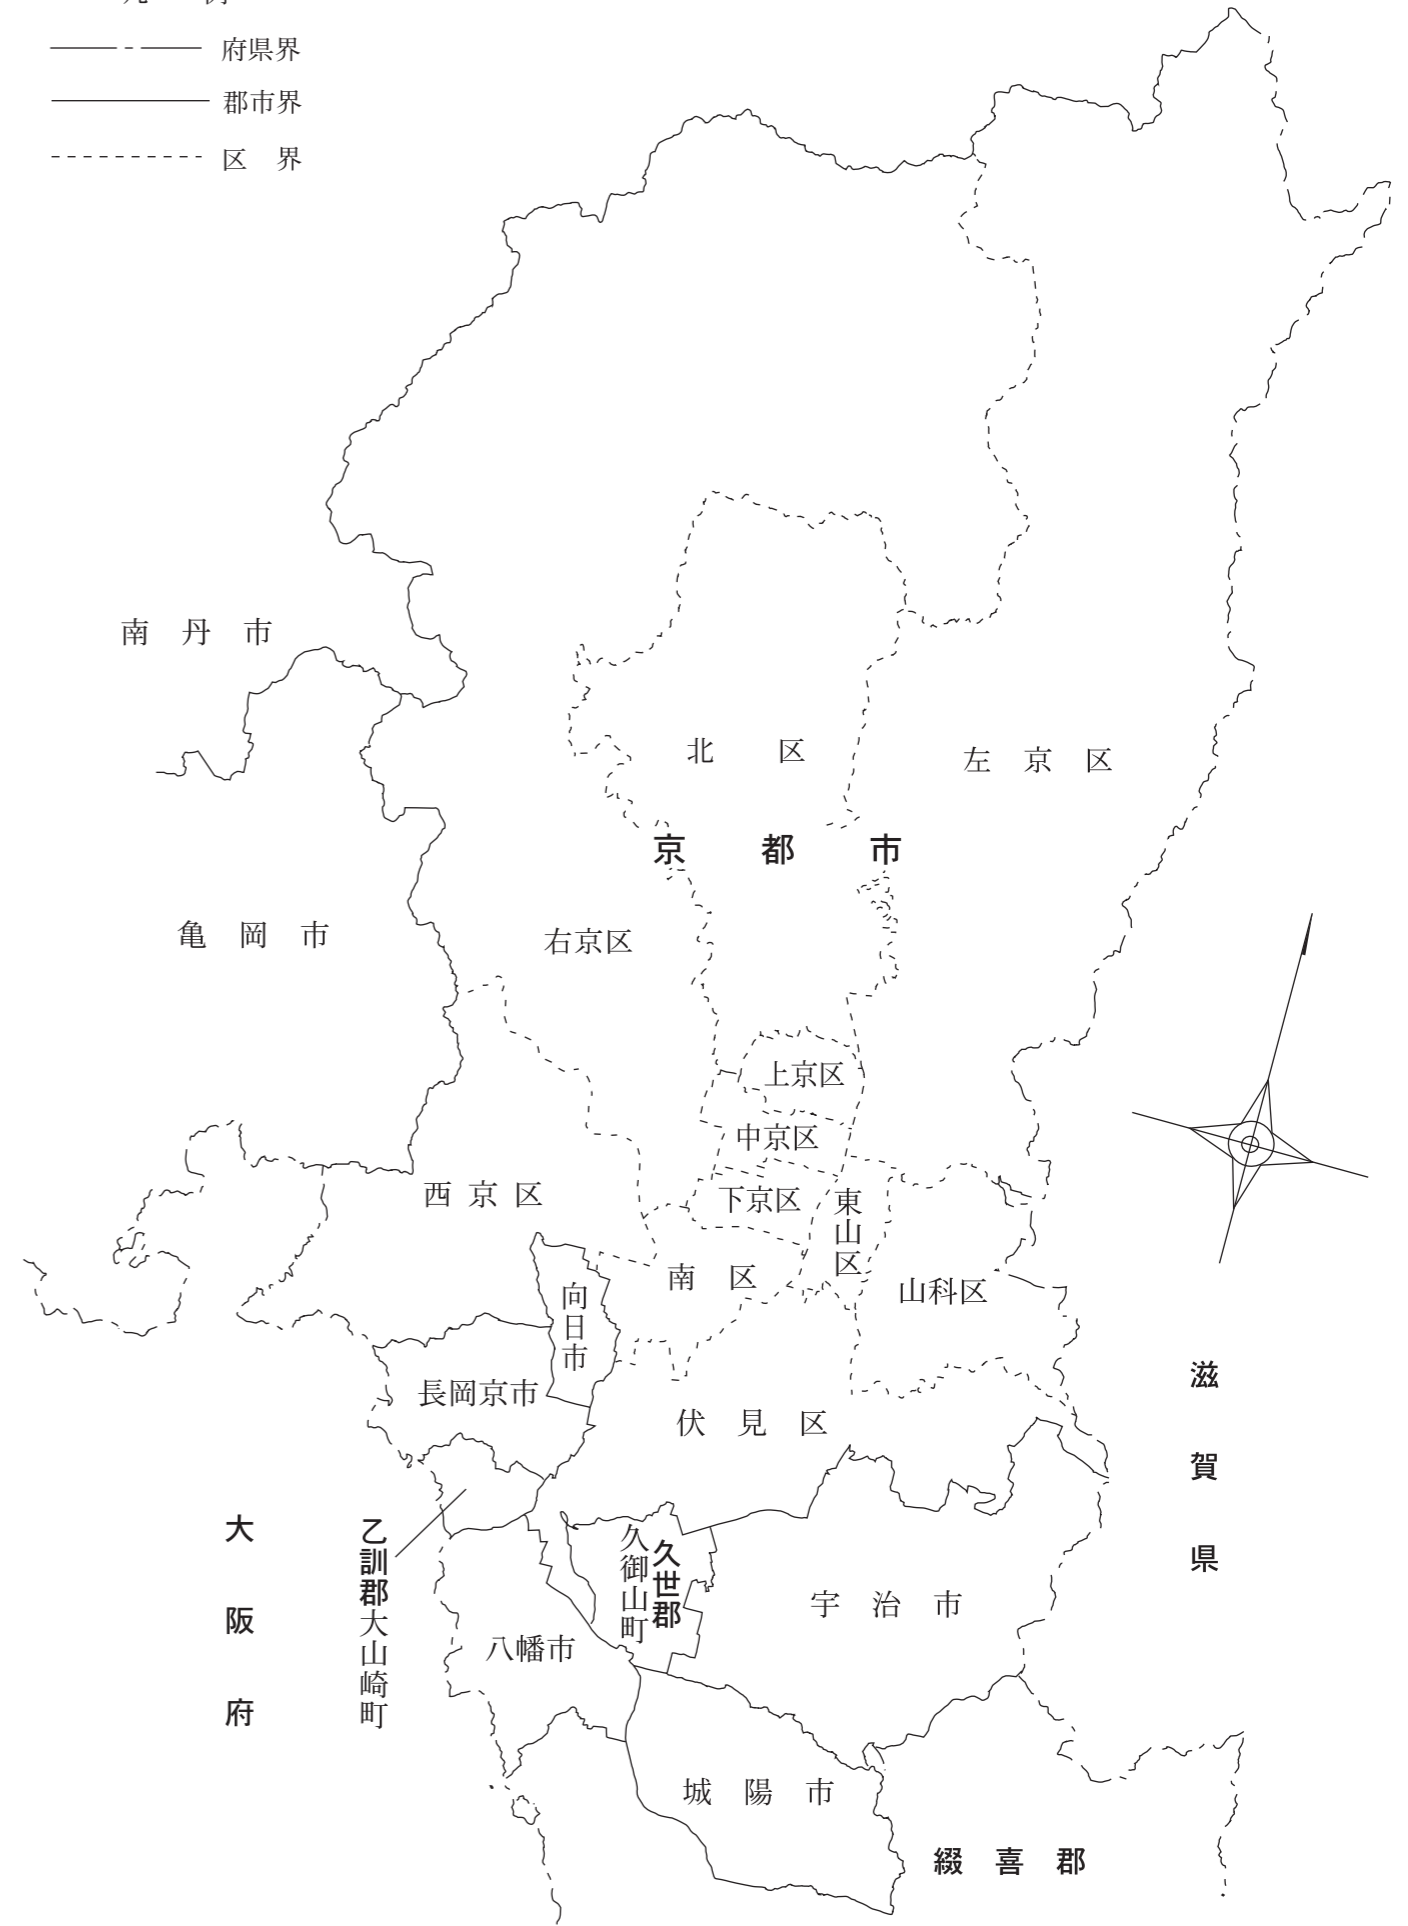 凡 例
府県界
郡市界
区 界
南 丹 市
北 区
左 京 区
京 都 市
亀 岡 市
右京区
上京区
中京区
西 京 区
下京区
東山区
南 区
山科区
向日市
長岡京市
伏 見 区
滋賀県
大阪府
乙訓郡大山崎町
久世郡
久御山町
宇 治 市
八幡市
城 陽 市
綴 喜 郡